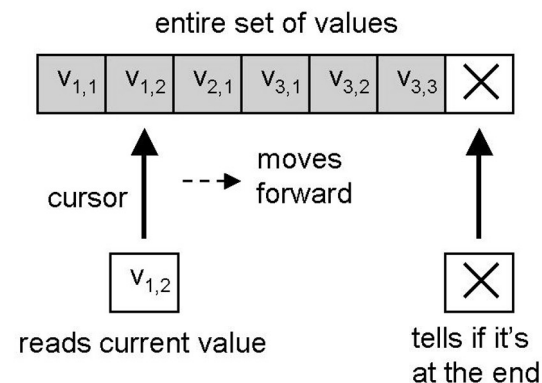 entire set of values
v1,1 v1,2 v2,1 v3,1 v3,2 v3,3
moves
forward
cursor
v1,2
reads current value
tells if it's
at the end